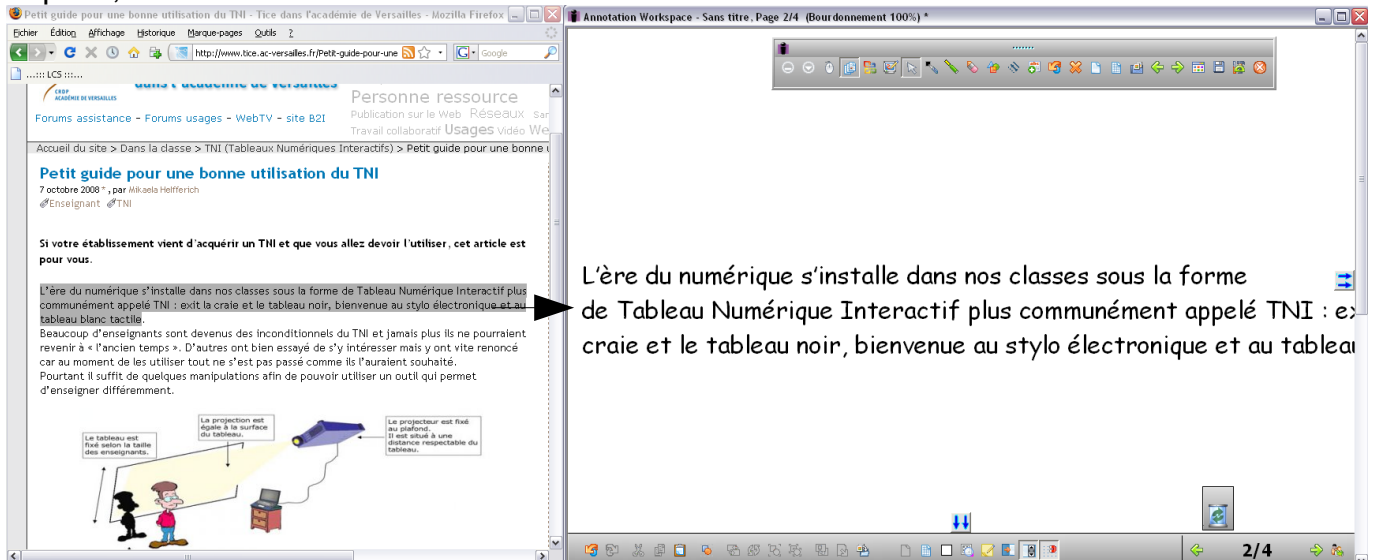 Petit guide pour une bonne utilisation du TNI - Tice dans l'académie de Versailles - Mozilla Firefox
Fichier Édition Affichage Historique Marque-pages Outils ?
http://www.tice.ac-versailles.fr/Petit-guide-pour-une
Google
...::: LCS :::...
CRDP
ACADÉMIE DE VERSAILLES
dans l'académie de Versailles
Personne ressource
Forums assistance - Forums usages - WebTV - site B2I
Publication sur le Web Réseaux
Travail collaboratif Usages Vidéo
Accueil du site > Dans la classe > TNI (Tableaux Numériques Interactifs) > Petit guide pour une bonne
Petit guide pour une bonne utilisation du TNI
7 octobre 2008 * , par Mikaela Helfferich
Enseignant TNI
Si votre établissement vient d'acquérir un TNI et que vous allez devoir l'utiliser, cet article est
pour vous.
L'ère du numérique s'installe dans nos classes sous la forme de Tableau Numérique Interactif plus
communément appelé TNI : exit la craie et le tableau noir, bienvenue au stylo électronique et au
tableau blanc tactile.
Beaucoup d'enseignants sont devenus des inconditionnels du TNI et jamais plus ils ne pourraient
revenir à « l'ancien temps ». D'autres ont bien essayé de s'y intéresser mais y ont vite renoncé
car au moment de les utiliser tout ne s'est pas passé comme ils l'auraient souhaité.
Pourtant il suffit de quelques manipulations afin de pouvoir utiliser un outil qui permet
d'enseigner différemment.
Le tableau est
fixé selon la taille
des enseignants.
La projection est
égale à la surface
du tableau.
Le projecteur est fixé
au plafond.
Il est situé à une
distance respectable du
tableau.
Annotation Workspace - Sans titre, Page 2/4 (Bourdonnement 100%) *
L'ère du numérique s'installe dans nos classes sous la forme
de Tableau Numérique Interactif plus communément appelé TNI :
craie et le tableau noir, bienvenue au stylo électronique et au tableau
2/4